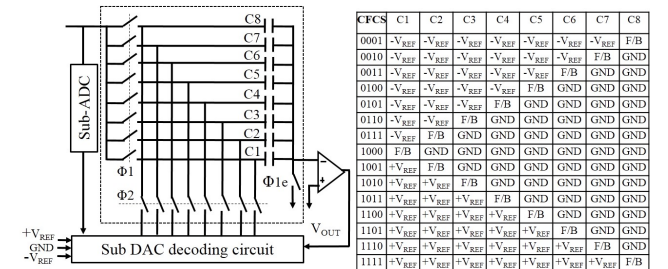 C8
C7
C6
C5
C4
C3
C2
C1
Sub-ADC
Φ1
Φ2
Φ1e
V_OUT
+V_REF
GND
-V_REF
Sub DAC decoding circuit
CFCS C1 C2 C3 C4 C5 C6 C7 C8
0001 -V_REF -V_REF -V_REF -V_REF -V_REF -V_REF -V_REF F/B
0010 -V_REF -V_REF -V_REF -V_REF -V_REF -V_REF F/B GND
0011 -V_REF -V_REF -V_REF -V_REF -V_REF F/B GND GND
0100 -V_REF -V_REF -V_REF -V_REF F/B GND GND GND
0101 -V_REF -V_REF -V_REF F/B GND GND GND GND
0110 -V_REF -V_REF F/B GND GND GND GND GND
0111 -V_REF F/B GND GND GND GND GND GND
1000 F/B GND GND GND GND GND GND GND
1001 +V_REF F/B GND GND GND GND GND GND
1010 +V_REF +V_REF F/B GND GND GND GND GND
1011 +V_REF +V_REF +V_REF F/B GND GND GND GND
1100 +V_REF +V_REF +V_REF +V_REF F/B GND GND GND
1101 +V_REF +V_REF +V_REF +V_REF +V_REF F/B GND GND
1110 +V_REF +V_REF +V_REF +V_REF +V_REF +V_REF F/B GND
1111 +V_REF +V_REF +V_REF +V_REF +V_REF +V_REF +V_REF F/B